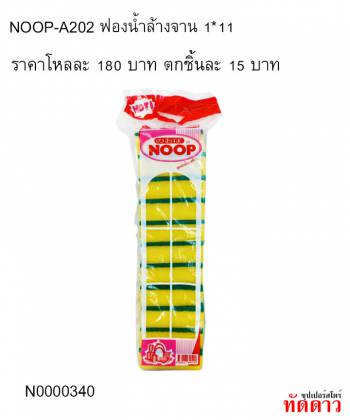 NOOP-A202 ฟองน้ำล้างจาน 1*11
ราคาโหลละ 180 บาท ตกชิ้นละ 15 บาท
NOOP
N0000340
ซุปเปอร์สโตร์
ทัดดาว